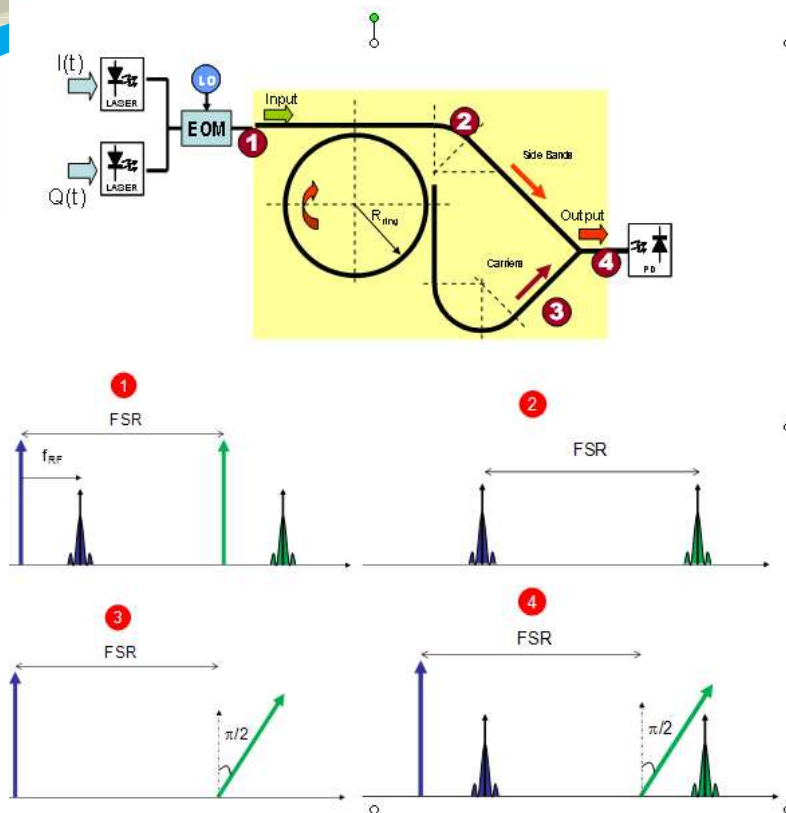 I(t)
LASER
LO
EOM
Q(t)
LASER
Input
1
2
Side Bands
R ring
Output
Carriers
3
4
PD
1
FSR
fRF
2
FSR
3
FSR
π/2
4
FSR
π/2